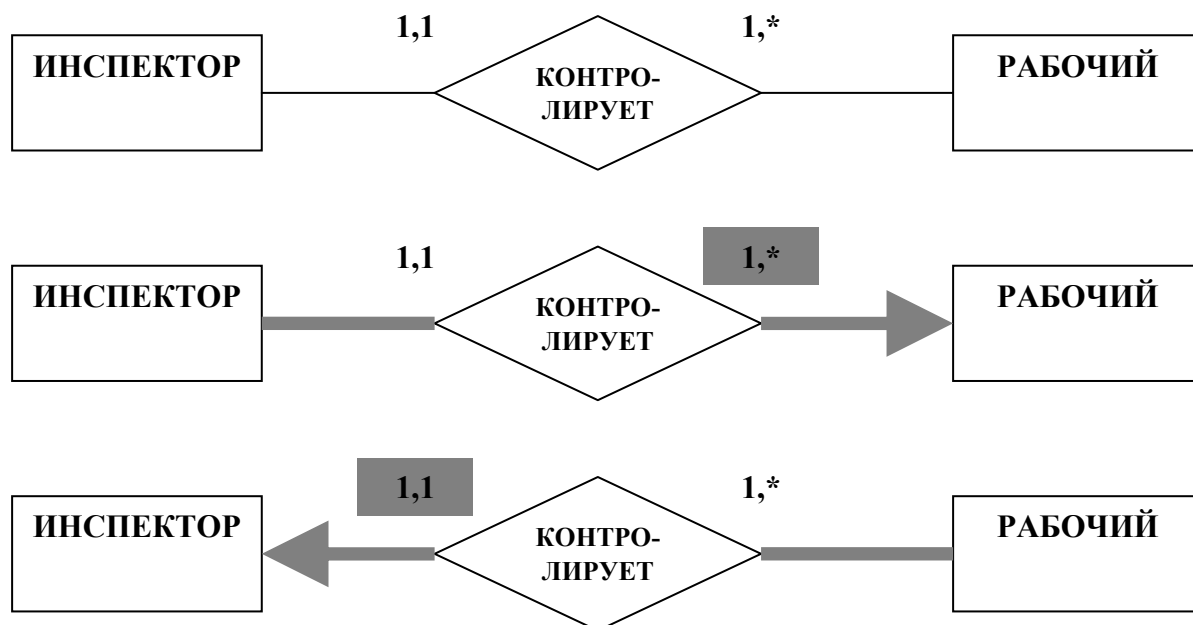 1,1 1,*
ИНСПЕКТОР КОНТРО- РАБОЧИЙ
ЛИРУЕТ
1,1 1,*
ИНСПЕКТОР КОНТРО- РАБОЧИЙ
ЛИРУЕТ
1,1 1,*
ИНСПЕКТОР КОНТРО- РАБОЧИЙ
ЛИРУЕТ